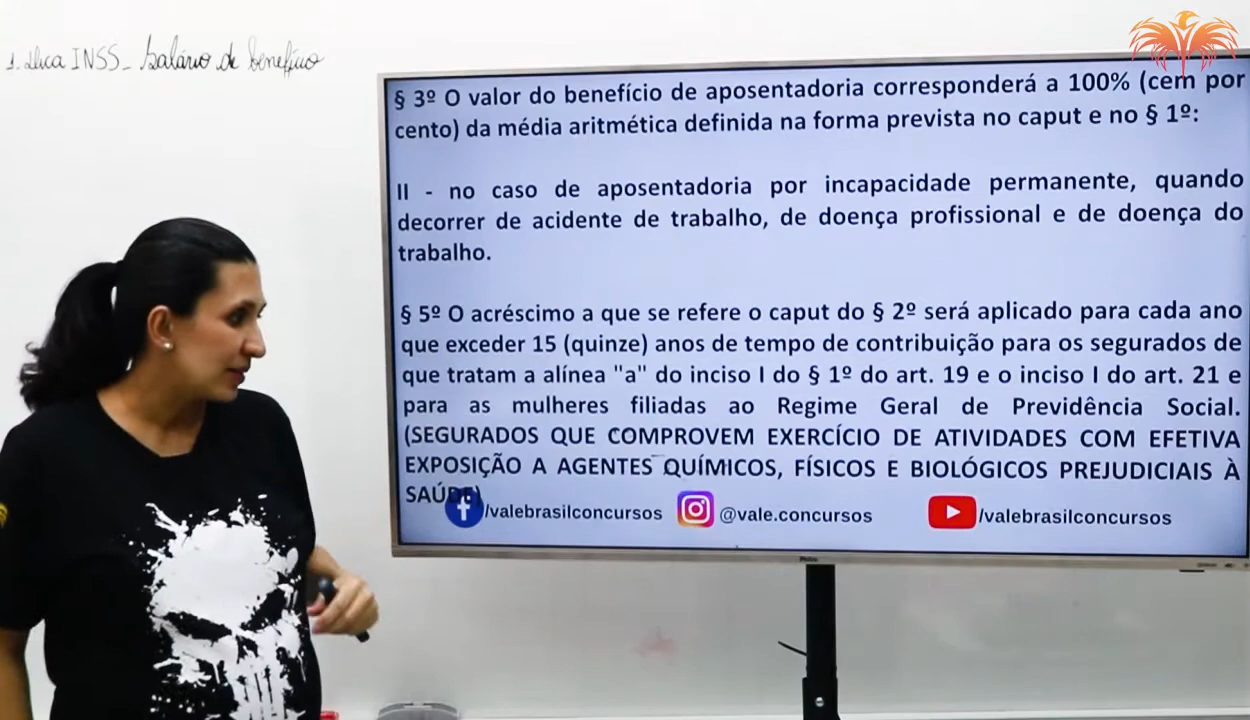 1. Dica INSS - Salário de benefício
§ 3º O valor do benefício de aposentadoria corresponderá a 100% (cem por
cento) da média aritmética definida na forma prevista no caput e no § 1º:
II - no caso de aposentadoria por incapacidade permanente, quando
decorrer de acidente de trabalho, de doença profissional e de doença do
trabalho.
§ 5º O acréscimo a que se refere o caput do § 2º será aplicado para cada ano
que exceder 15 (quinze) anos de tempo de contribuição para os segurados de
que tratam a alínea "a" do inciso I do § 1º do art. 19 e o inciso I do art. 21 e
para as mulheres filiadas ao Regime Geral de Previdência Social.
(SEGURADOS QUE COMPROVEM EXERCÍCIO DE ATIVIDADES COM EFETIVA
EXPOSIÇÃO A AGENTES QUÍMICOS, FÍSICOS E BIOLÓGICOS PREJUDICIAIS À
SAÚDE)
/valebrasilconcursos @vale.concursos /valebrasilconcursos